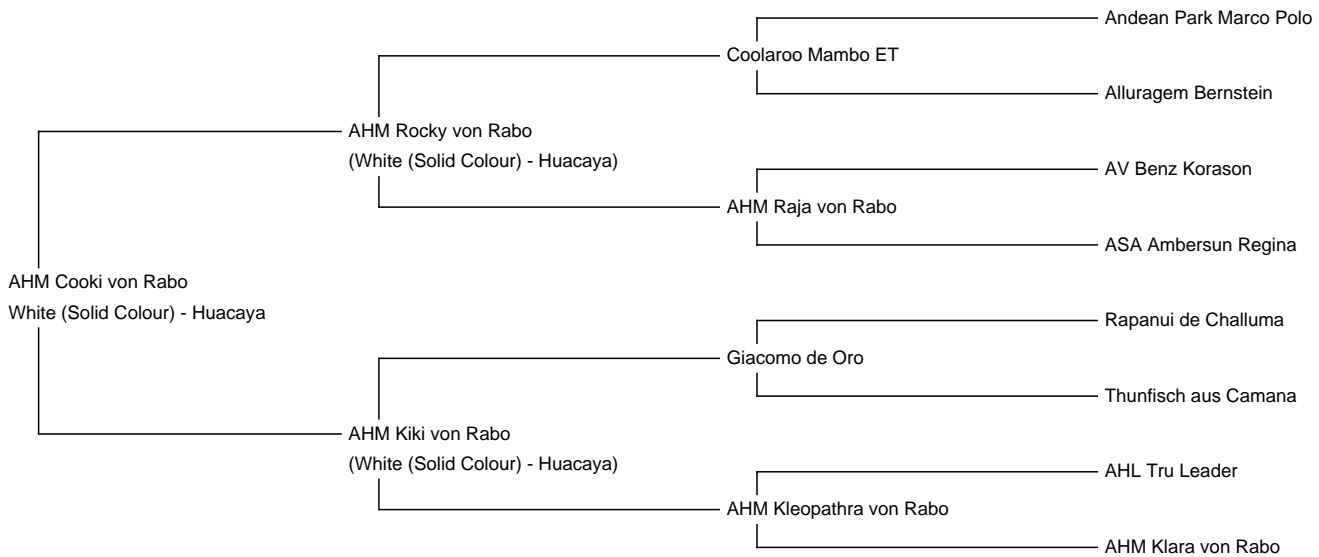 Andean Park Marco Polo
Coolaroo Mambo ET
Alluragem Bernstein
AHM Rocky von Rabo
(White (Solid Colour) - Huacaya)
AV Benz Korason
AHM Raja von Rabo
ASA Ambersun Regina
AHM Cooki von Rabo
White (Solid Colour) - Huacaya
Rapanui de Challuma
Giacomo de Oro
Thunfisch aus Camana
AHM Kiki von Rabo
(White (Solid Colour) - Huacaya)
AHL Tru Leader
AHM Kleopathra von Rabo
AHM Klara von Rabo